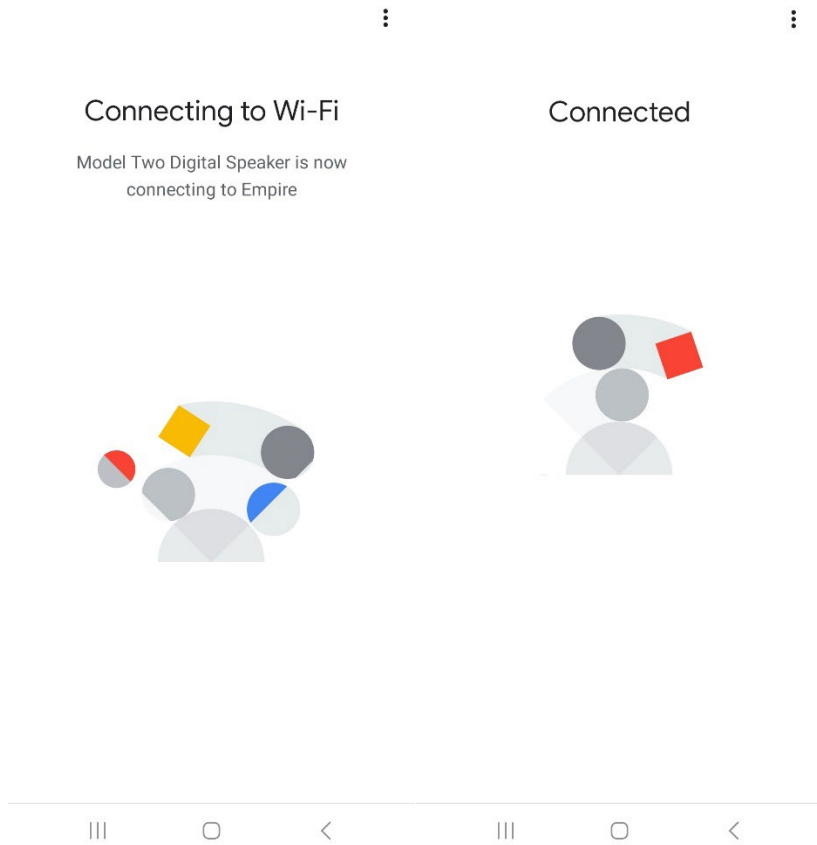 Connecting to Wi-Fi
Model Two Digital Speaker is now
connecting to Empire
Connected